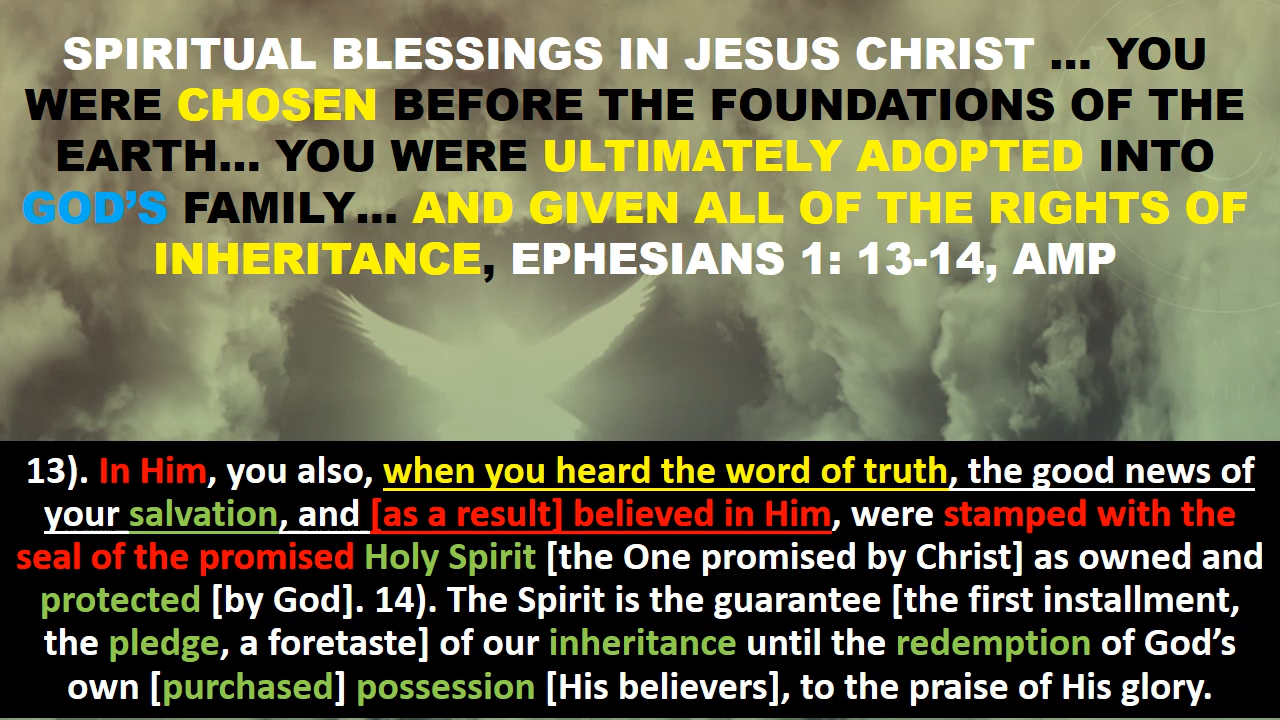 SPIRITUAL BLESSINGS IN JESUS CHRIST ... YOU
WERE CHOSEN BEFORE THE FOUNDATIONS OF THE
EARTH... YOU WERE ULTIMATELY ADOPTED INTO
GOD’S FAMILY... AND GIVEN ALL OF THE RIGHTS OF
INHERITANCE, EPHESIANS 1: 13-14, AMP
13). In Him, you also, when you heard the word of truth, the good news of
your salvation, and [as a result] believed in Him, were stamped with the
seal of the promised Holy Spirit [the One promised by Christ] as owned and
protected [by God]. 14). The Spirit is the guarantee [the first installment,
the pledge, a foretaste] of our inheritance until the redemption of God’s
own [purchased] possession [His believers], to the praise of His glory.